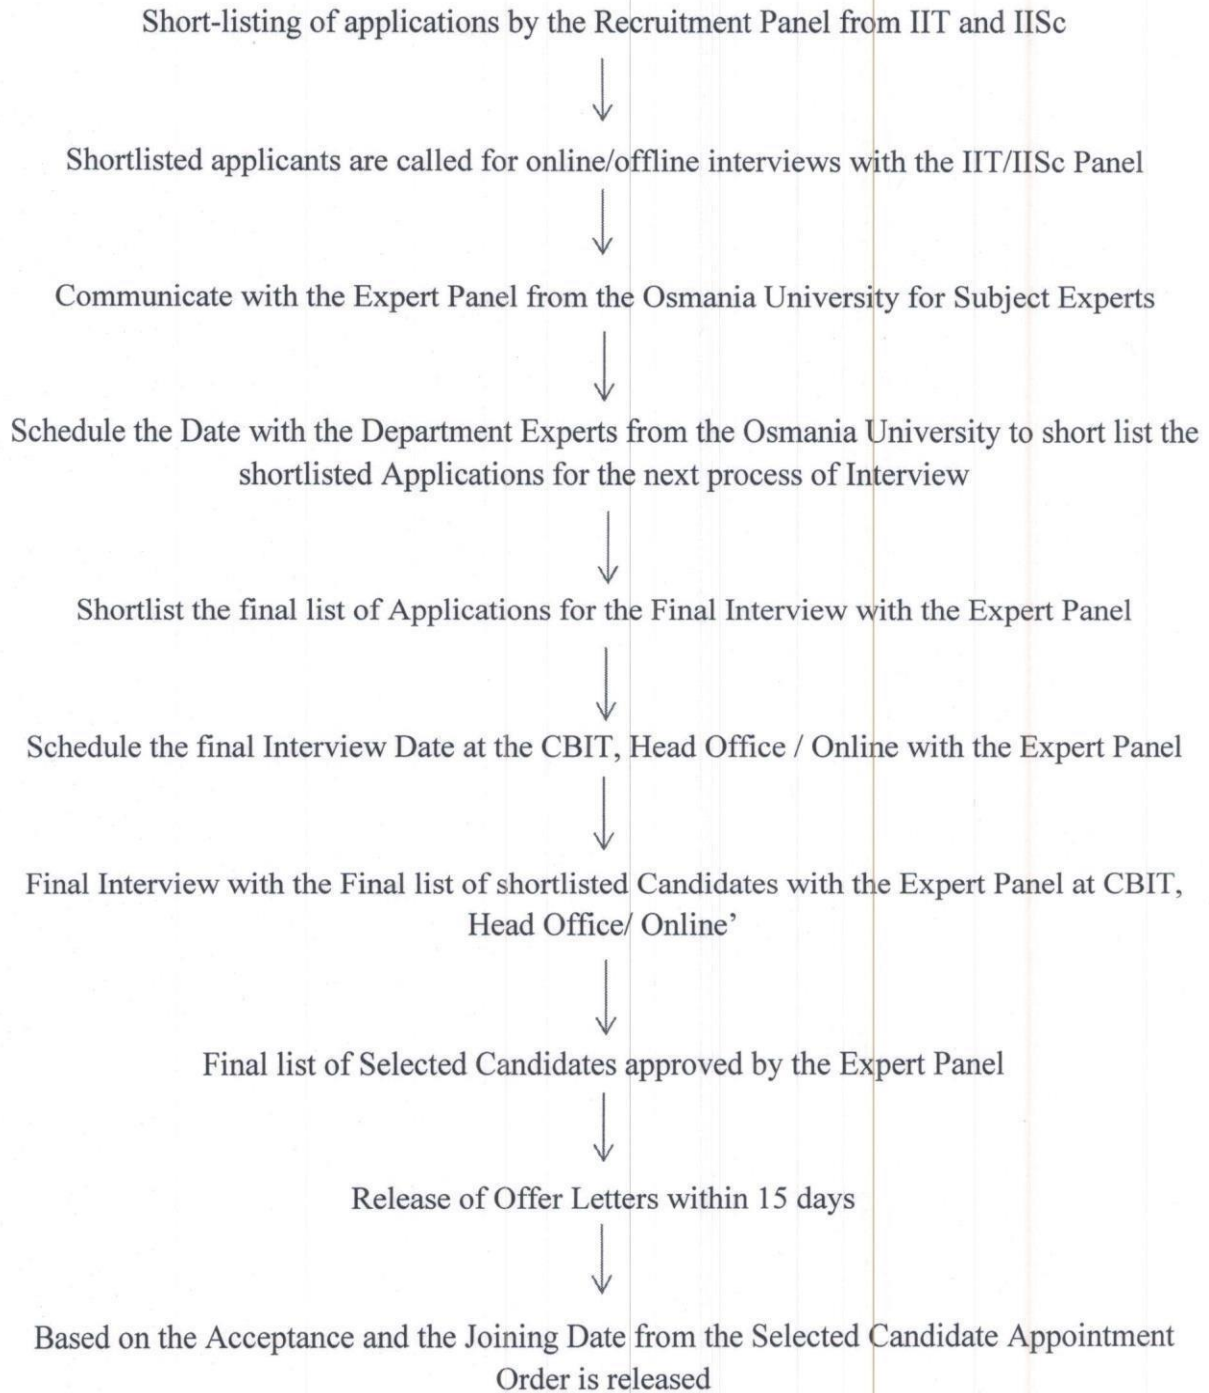 Short-listing of applications by the Recruitment Panel from IIT and IISc
Shortlisted applicants are called for online/offline interviews with the IIT/IISc Panel
Communicate with the Expert Panel from the Osmania University for Subject Experts
Schedule the Date with the Department Experts from the Osmania University to short list the
shortlisted Applications for the next process of Interview
Shortlist the final list of Applications for the Final Interview with the Expert Panel
Schedule the final Interview Date at the CBIT, Head Office / Online with the Expert Panel
Final Interview with the Final list of shortlisted Candidates with the Expert Panel at CBIT,
Head Office/ Online’
Final list of Selected Candidates approved by the Expert Panel
Release of Offer Letters within 15 days
Based on the Acceptance and the Joining Date from the Selected Candidate Appointment
Order is released